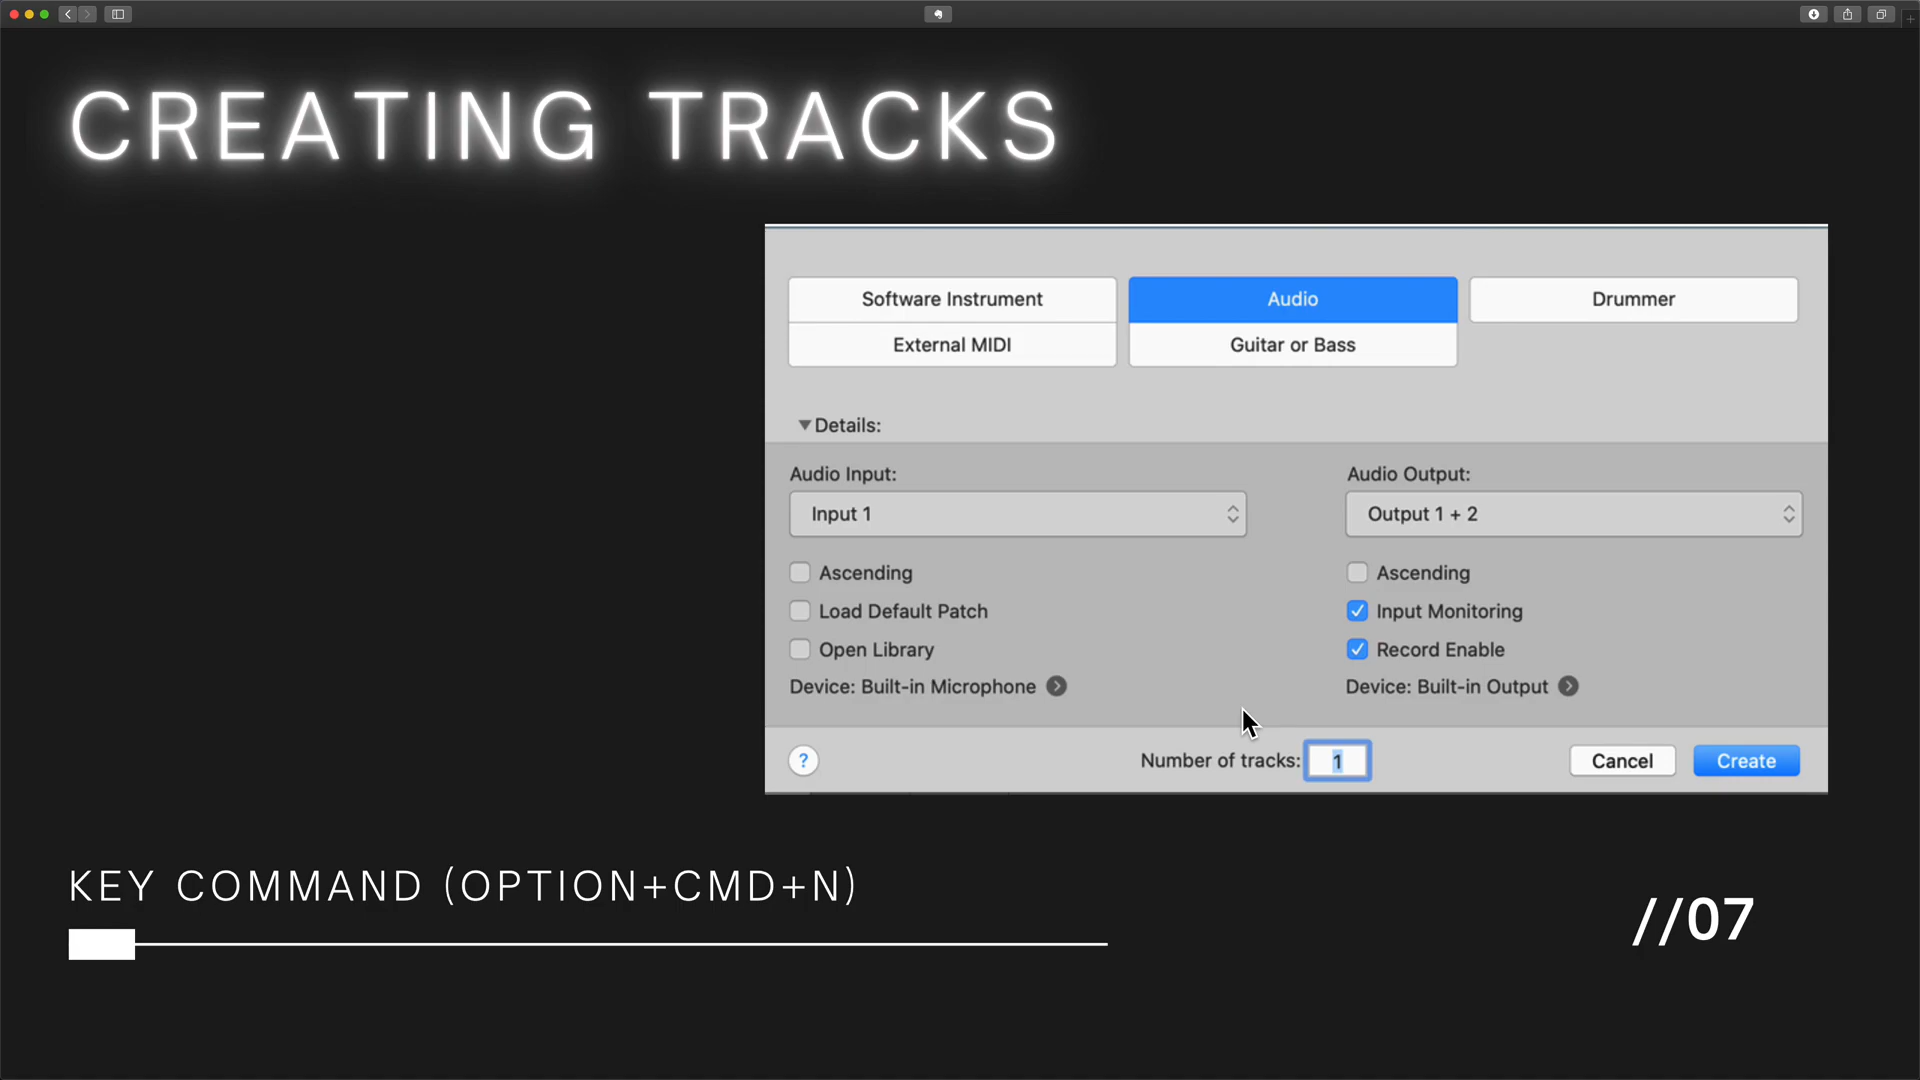 CREATING TRACKS
Software Instrument
Audio
Drummer
External MIDI
Guitar or Bass
Details:
Audio Input:
Audio Output:
Input 1
Output 1 + 2
Ascending
Ascending
Load Default Patch
Input Monitoring
Open Library
Record Enable
Device: Built-in Microphone
Device: Built-in Output
?
Number of tracks: 1
Cancel
Create
KEY COMMAND (OPTION+CMD+N)
//07